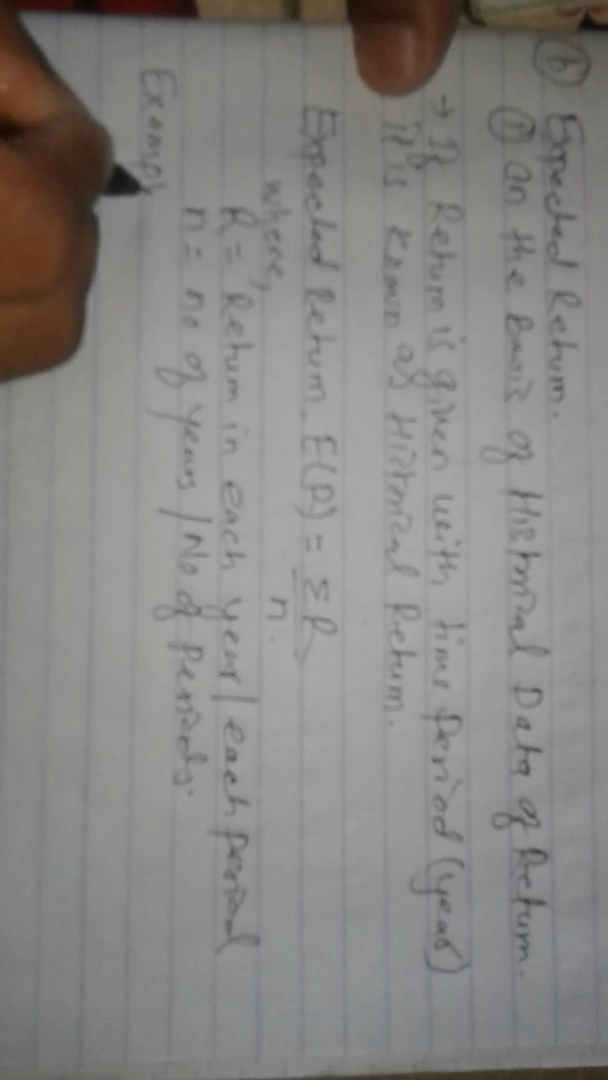 (b) Expected Return.
(i) on the Basis of Historical Data of Return.
→ If Return is given with time Period (year)
it is known as Historical Return.
Expected Return, E(R) = ΣR
n.
where,
R = Return in each year / each period
n = no of years / No of Periods.
Exampl